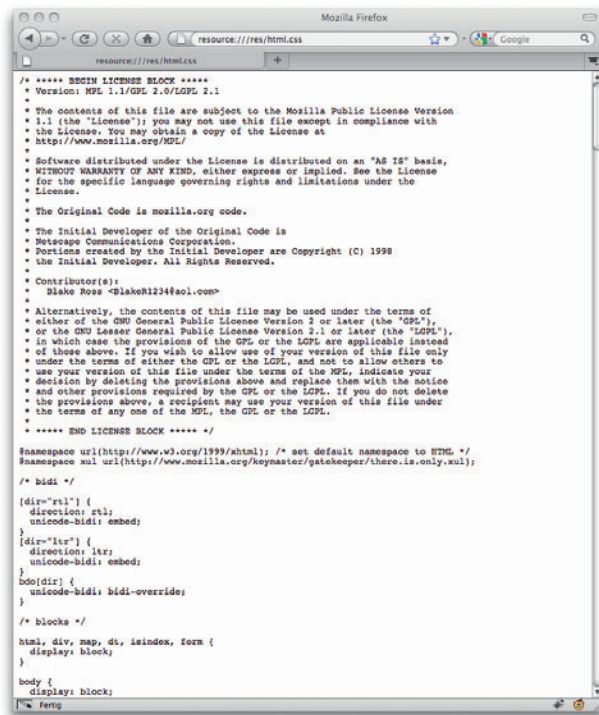 Mozilla Firefox
resource:///res/html.css
Google
resource:///res/html.css
/* ***** BEGIN LICENSE BLOCK *****
 * Version: MPL 1.1/GPL 2.0/LGPL 2.1
 *
 * The contents of this file are subject to the Mozilla Public License Version
 * 1.1 (the "License"); you may not use this file except in compliance with
 * the License. You may obtain a copy of the License at
 * http://www.mozilla.org/MPL/
 *
 * Software distributed under the License is distributed on an "AS IS" basis,
 * WITHOUT WARRANTY OF ANY KIND, either express or implied. See the License
 * for the specific language governing rights and limitations under the
 * License.
 *
 * The Original Code is mozilla.org code.
 *
 * The Initial Developer of the Original Code is
 * Netscape Communications Corporation.
 * Portions created by the Initial Developer are Copyright (C) 1998
 * the Initial Developer. All Rights Reserved.
 *
 * Contributor(s):
 *   Blake Ross <BlakeR1234@aol.com>
 *
 * Alternatively, the contents of this file may be used under the terms of
 * either of the GNU General Public License Version 2 or later (the "GPL"),
 * or the GNU Lesser General Public License Version 2.1 or later (the "LGPL"),
 * in which case the provisions of the GPL or the LGPL are applicable instead
 * of those above. If you wish to allow use of your version of this file only
 * under the terms of either the GPL or the LGPL, and not to allow others to
 * use your version of this file under the terms of the MPL, indicate your
 * decision by deleting the provisions above and replace them with the notice
 * and other provisions required by the GPL or the LGPL. If you do not delete
 * the provisions above, a recipient may use your version of this file under
 * the terms of any one of the MPL, the GPL or the LGPL.
 *
 * ***** END LICENSE BLOCK ***** */
@namespace url(http://www.w3.org/1999/xhtml); /* set default namespace to HTML */
@namespace xul url(http://www.mozilla.org/keymaster/gatekeeper/there.is.only.xul);
/* bidi */
[dir="rtl"] {
  direction: rtl;
  unicode-bidi: embed;
}
[dir="ltr"] {
  direction: ltr;
  unicode-bidi: embed;
}
bdo[dir] {
  unicode-bidi: bidi-override;
}
/* blocks */
html, div, map, dt, isindex, form {
  display: block;
}
body {
  display: block;
Fertig